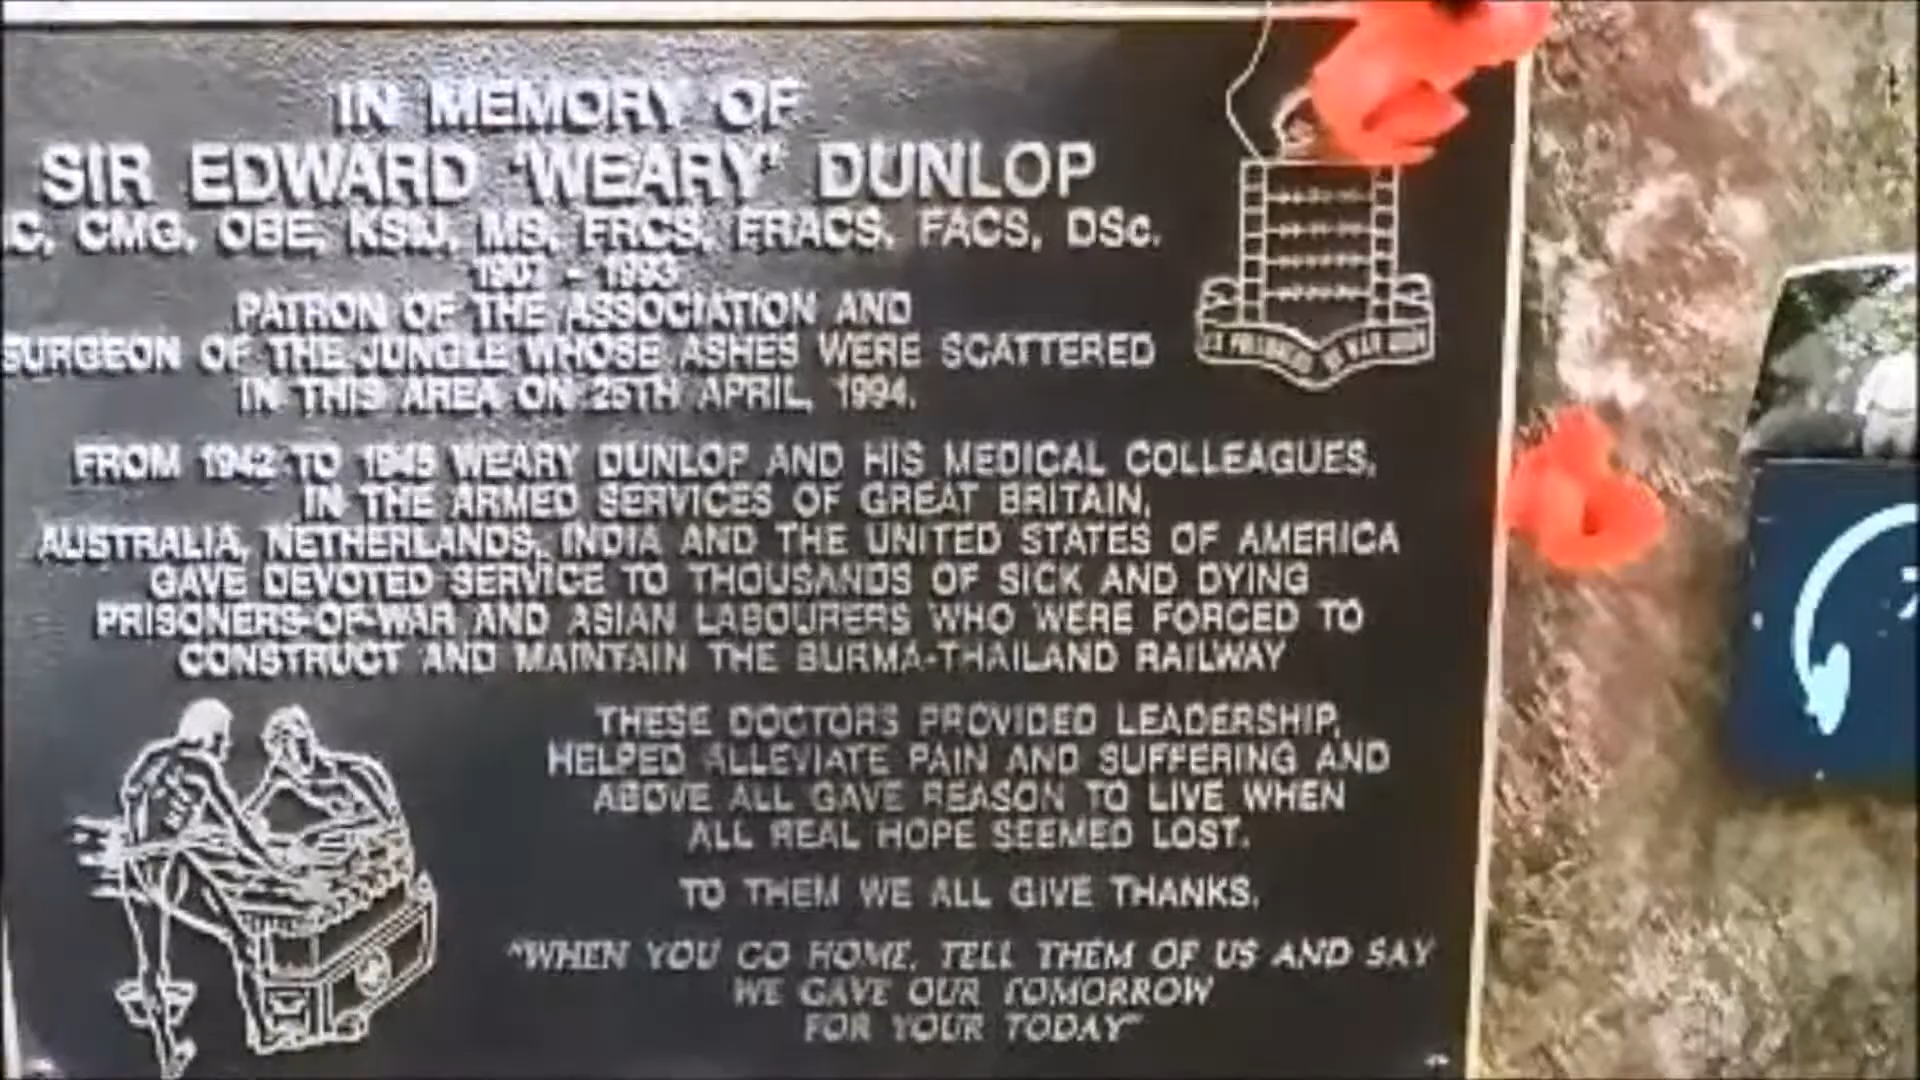 IN MEMORY OF
SIR EDWARD 'WEARY' DUNLOP
C, CMG, OBE, KStJ, MS, FRCS, FRACS, FACS, DSc.
1907 - 1993
PATRON OF THE ASSOCIATION AND
SURGEON OF THE JUNGLE WHOSE ASHES WERE SCATTERED
IN THIS AREA ON 25TH APRIL, 1994.
FROM 1942 TO 1945 WEARY DUNLOP AND HIS MEDICAL COLLEAGUES,
IN THE ARMED SERVICES OF GREAT BRITAIN,
AUSTRALIA, NETHERLANDS, INDIA AND THE UNITED STATES OF AMERICA
GAVE DEVOTED SERVICE TO THOUSANDS OF SICK AND DYING
PRISONERS-OF-WAR AND ASIAN LABOURERS WHO WERE FORCED TO
CONSTRUCT AND MAINTAIN THE BURMA-THAILAND RAILWAY
THESE DOCTORS PROVIDED LEADERSHIP,
HELPED ALLEVIATE PAIN AND SUFFERING AND
ABOVE ALL GAVE REASON TO LIVE WHEN
ALL REAL HOPE SEEMED LOST.
TO THEM WE ALL GIVE THANKS.
"WHEN YOU GO HOME, TELL THEM OF US AND SAY
WE GAVE OUR TOMORROW
FOR YOUR TODAY"